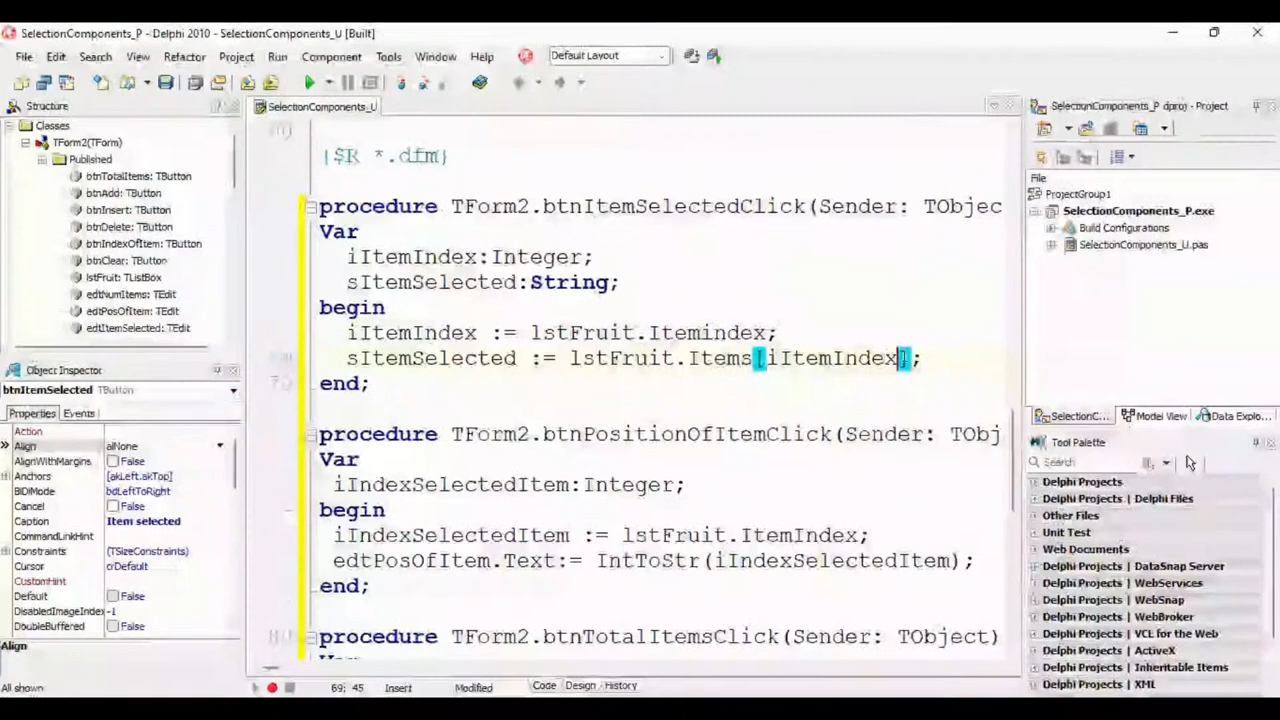 SelectionComponents_P - Delphi 2010 - SelectionComponents_U [Built]
File Edit Search View Refactor Project Run Component Tools Window Help Default Layout
Structure
Classes
TForm2(TForm)
Published
btnTotalItems: TButton
btnAdd: TButton
btnInsert: TButton
btnDelete: TButton
btnIndexOfItem: TButton
btnClear: TButton
lstFruit: TListBox
edtNumItems: TEdit
edtPosOfItem: TEdit
edtItemSelected: TEdit
Object Inspector
btnItemSelected: TButton
Properties Events
Action
Align alNone
AlignWithMargins False
Anchors [akLeft,akTop]
BiDiMode bdLeftToRight
Cancel False
Caption Item selected
CommandLinkHint
Constraints (TSizeConstraints)
Cursor crDefault
CustomHint
Default False
DisabledImageIndex -1
DoubleBuffered False
Align
All shown
SelectionComponents_U
{$R *.dfm}
procedure TForm2.btnItemSelectedClick(Sender: TObjec
Var
iItemIndex:Integer;
sItemSelected:String;
begin
iItemIndex := lstFruit.Itemindex;
sItemSelected := lstFruit.Items[iItemIndex];
end;
procedure TForm2.btnPositionOfItemClick(Sender: TObj
Var
iIndexSelectedItem:Integer;
begin
iIndexSelectedItem := lstFruit.ItemIndex;
edtPosOfItem.Text:= IntToStr(iIndexSelectedItem);
end;
80 procedure TForm2.btnTotalItemsClick(Sender: TObject)
69: 45 Insert Modified Code Design History
SelectionComponents_P.dproj - Project
File
ProjectGroup1
SelectionComponents_P.exe
Build Configurations
SelectionComponents_U.pas
SelectionC... Model View Data Explo...
Tool Palette
Search
Delphi Projects
Delphi Projects | Delphi Files
Other Files
Unit Test
Web Documents
Delphi Projects | DataSnap Server
Delphi Projects | WebServices
Delphi Projects | WebSnap
Delphi Projects | WebBroker
Delphi Projects | VCL for the Web
Delphi Projects | ActiveX
Delphi Projects | Inheritable Items
Delphi Projects | XML